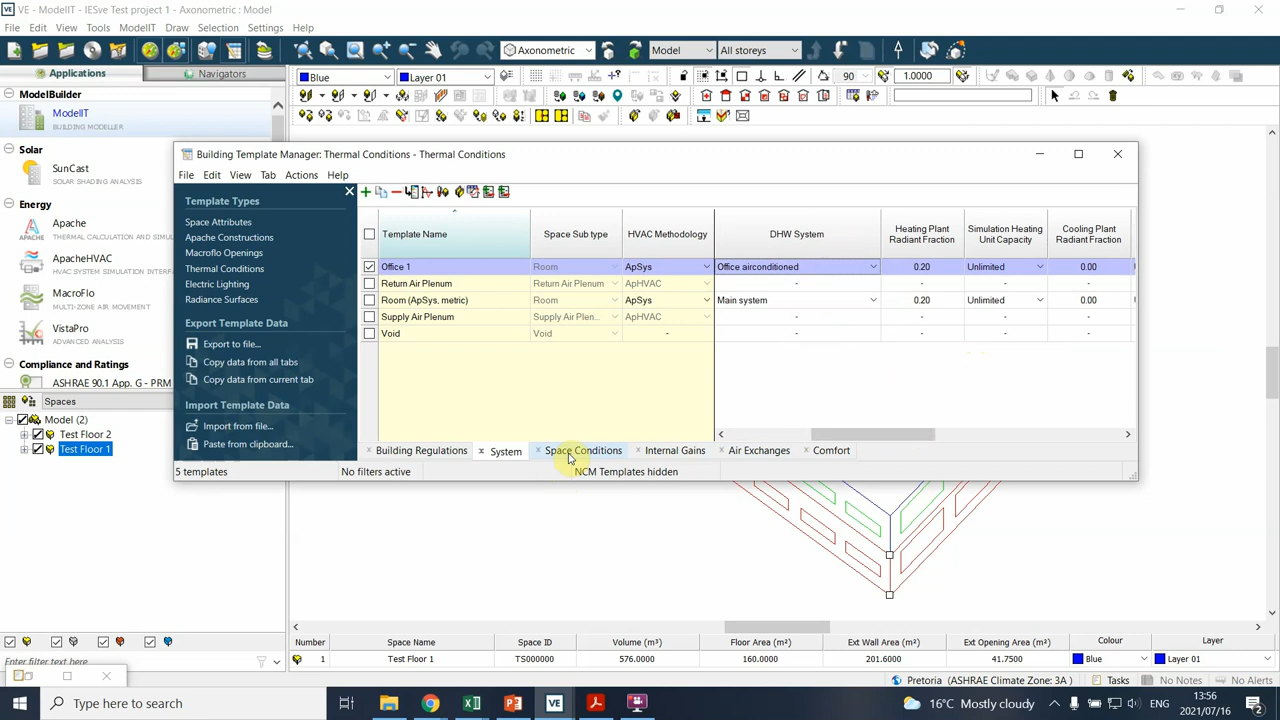 VE - ModelIT - IESve Test project 1 - Axonometric : Model
File Edit View Tools ModelIT Draw Selection Settings Help
Axonometric Model All storeys
Applications Navigators
Blue Layer 01 90 1.0000
ModelBuilder
ModelIT
BUILDING MODELLER
Solar
SunCast
SOLAR SHADING ANALYSIS
Energy
Apache
THERMAL CALCULATION AND SIMU
ApacheHVAC
HVAC SYSTEM SIMULATION INTERFA
MacroFlo
MULTI-ZONE AIR MOVEMENT
VistaPro
ADVANCED ANALYSIS
Compliance and Ratings
ASHRAE 90.1 App. G - PRM
Spaces
Model (2)
Test Floor 2
Test Floor 1
Enter filter text here
Building Template Manager: Thermal Conditions - Thermal Conditions
File Edit View Tab Actions Help
Template Types
Space Attributes
Apache Constructions
Macroflo Openings
Thermal Conditions
Electric Lighting
Radiance Surfaces
Export Template Data
Export to file...
Copy data from all tabs
Copy data from current tab
Import Template Data
Import from file...
Paste from clipboard...
Template Name Space Sub type HVAC Methodology DHW System Heating Plant Radiant Fraction Simulation Heating Unit Capacity Cooling Plant Radiant Fraction
Office 1 Room ApSys Office airconditioned 0.20 Unlimited 0.00
Return Air Plenum Return Air Plenum ApHVAC - - - -
Room (ApSys, metric) Room ApSys Main system 0.20 Unlimited 0.00
Supply Air Plenum Supply Air Plen... ApHVAC - - - -
Void Void - - - - -
Building Regulations System Space Conditions Internal Gains Air Exchanges Comfort
5 templates No filters active NCM Templates hidden
Number Space Name Space ID Volume (m³) Floor Area (m²) Ext Wall Area (m²) Ext Opening Area (m²) Colour Layer
1 Test Floor 1 TS000000 576.0000 160.0000 201.6000 41.7500 Blue Layer 01
Pretoria (ASHRAE Climate Zone: 3A) Tasks No Notes No Alerts
Type here to search
16°C Mostly cloudy ENG 13:56
2021/07/16 2